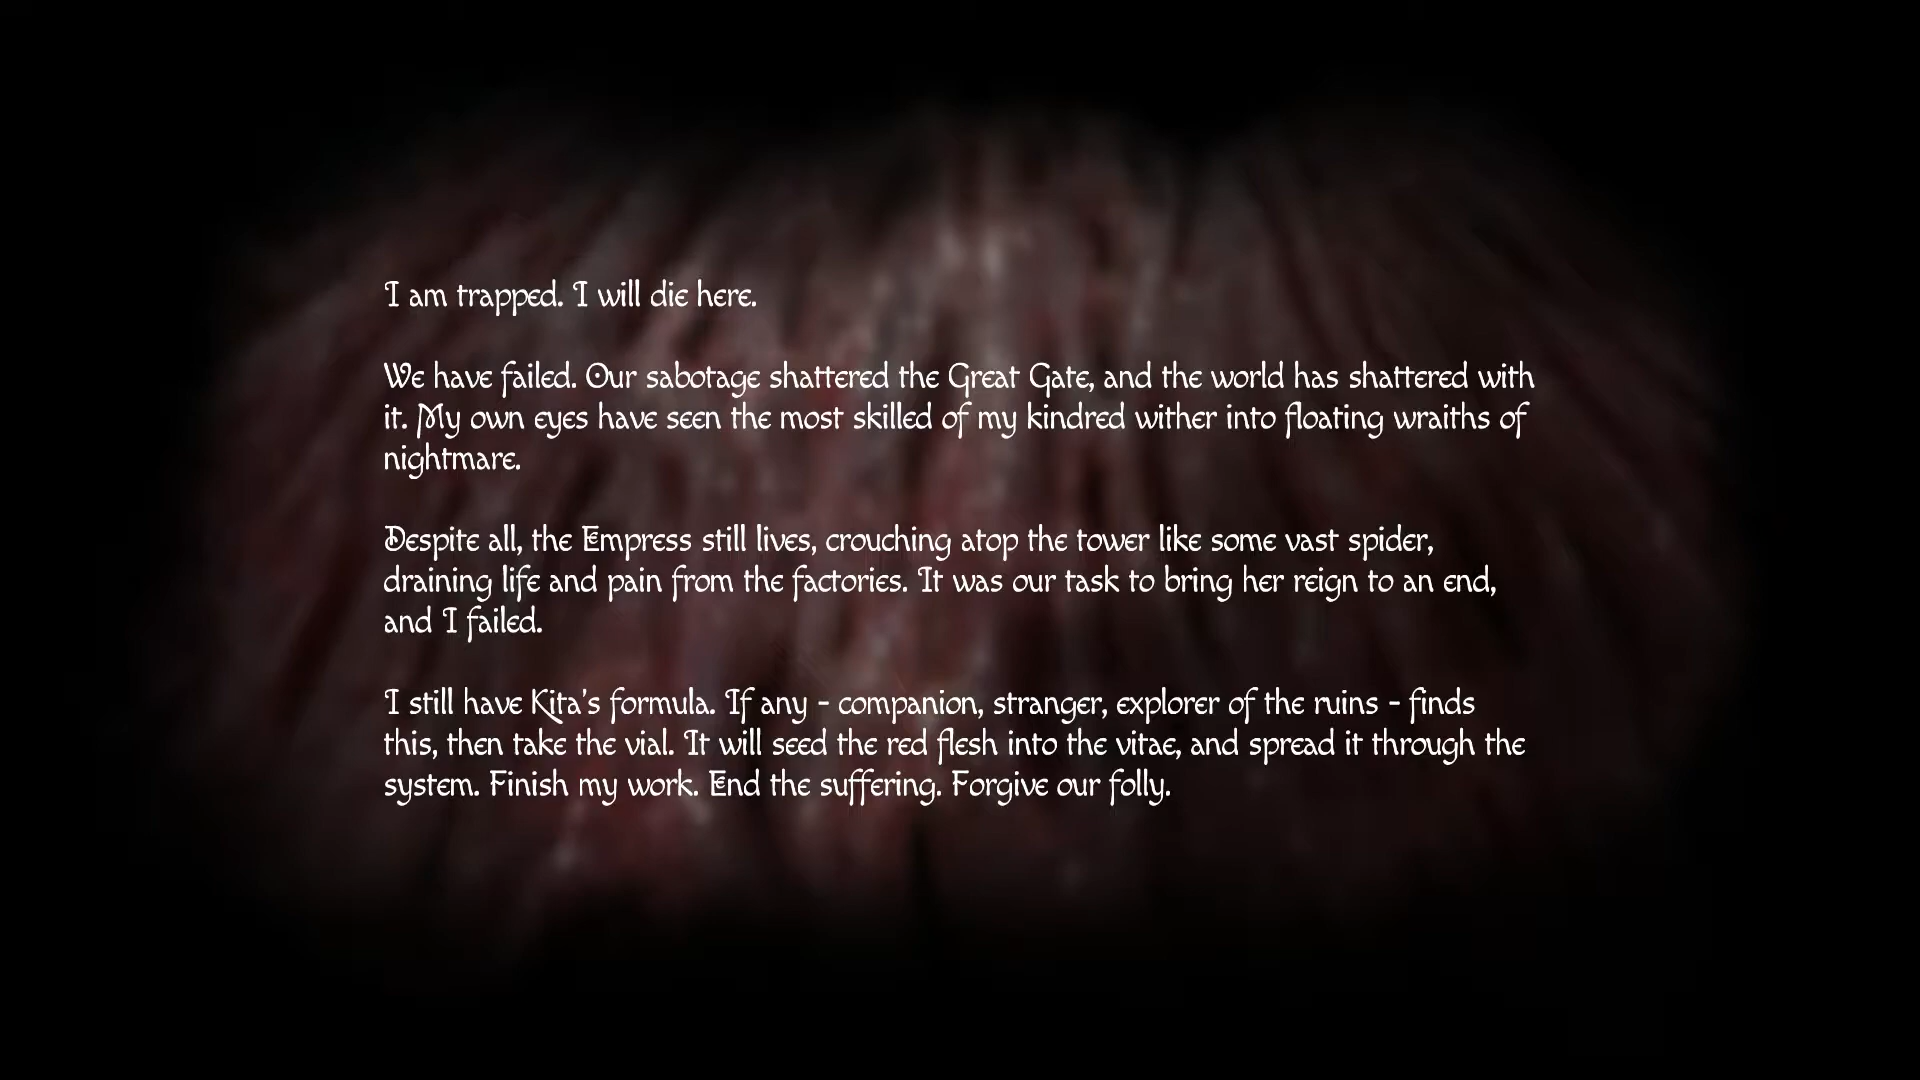 I am trapped. I will die here.
We have failed. Our sabotage shattered the Great Gate, and the world has shattered with
it. My own eyes have seen the most skilled of my kindred wither into floating wraiths of
nightmare.
Despite all, the Empress still lives, crouching atop the tower like some vast spider,
draining life and pain from the factories. It was our task to bring her reign to an end,
and I failed.
I still have Kita's formula. If any - companion, stranger, explorer of the ruins - finds
this, then take the vial. It will seed the red flesh into the vitae, and spread it through the
system. Finish my work. End the suffering. Forgive our folly.